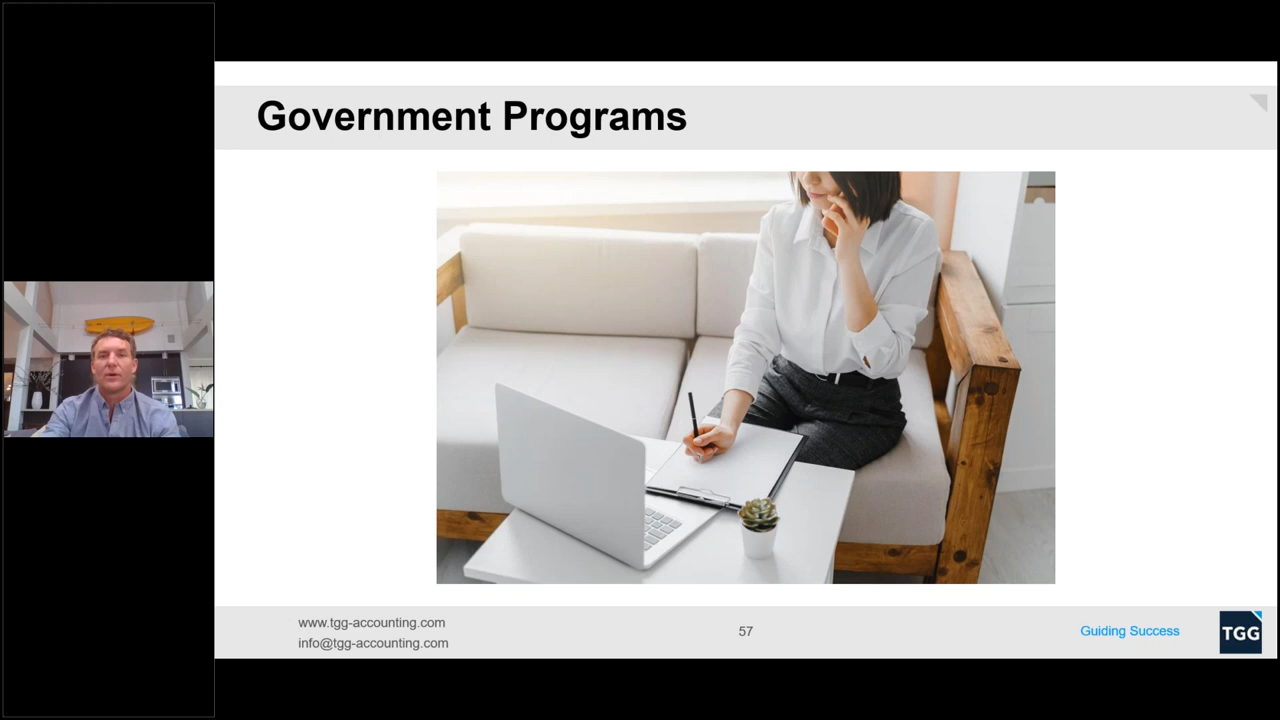 Government Programs
www.tgg-accounting.com
info@tgg-accounting.com
57
Guiding Success
TGG